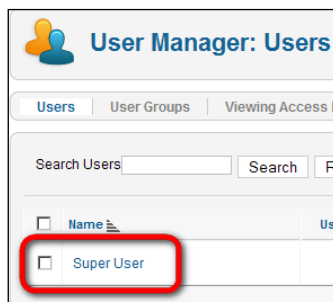 User Manager: Users
Users User Groups Viewing Access
Search Users Search
Name
Super User